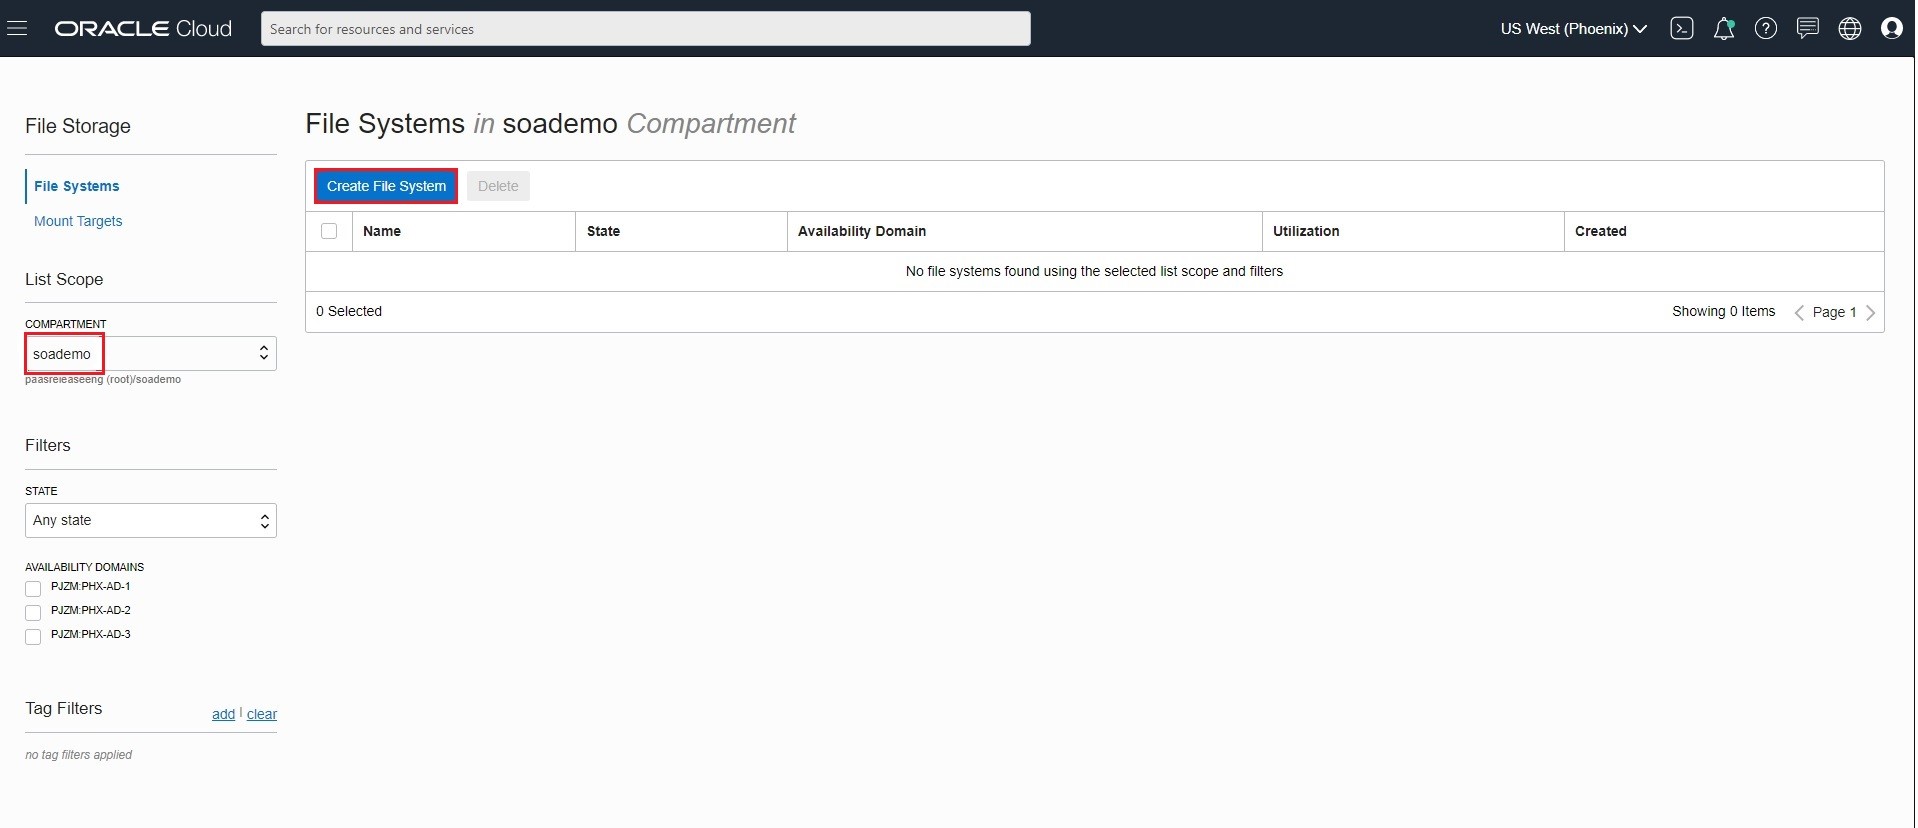 ORACLE Cloud
Search for resources and services
US West (Phoenix)
File Storage
File Systems
Mount Targets
List Scope
COMPARTMENT
soademo
paasreleaseeng (root)/soademo
Filters
STATE
Any state
AVAILABILITY DOMAINS
PJZM:PHX-AD-1
PJZM:PHX-AD-2
PJZM:PHX-AD-3
Tag Filters
add | clear
no tag filters applied
File Systems in soademo Compartment
Create File System Delete
Name State Availability Domain Utilization Created
No file systems found using the selected list scope and filters
0 Selected Showing 0 Items < Page 1 >